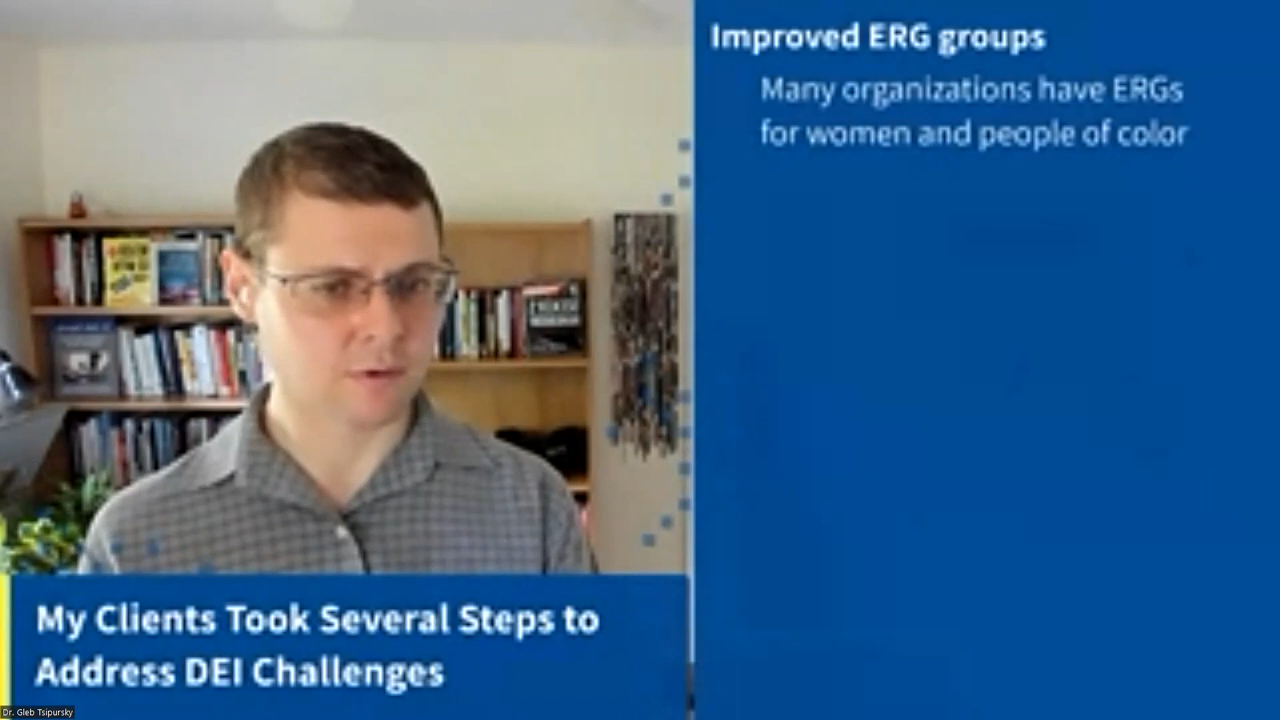 Improved ERG groups
Many organizations have ERGs
for women and people of color
My Clients Took Several Steps to
Address DEI Challenges
Dr. Gleb Tsipursky